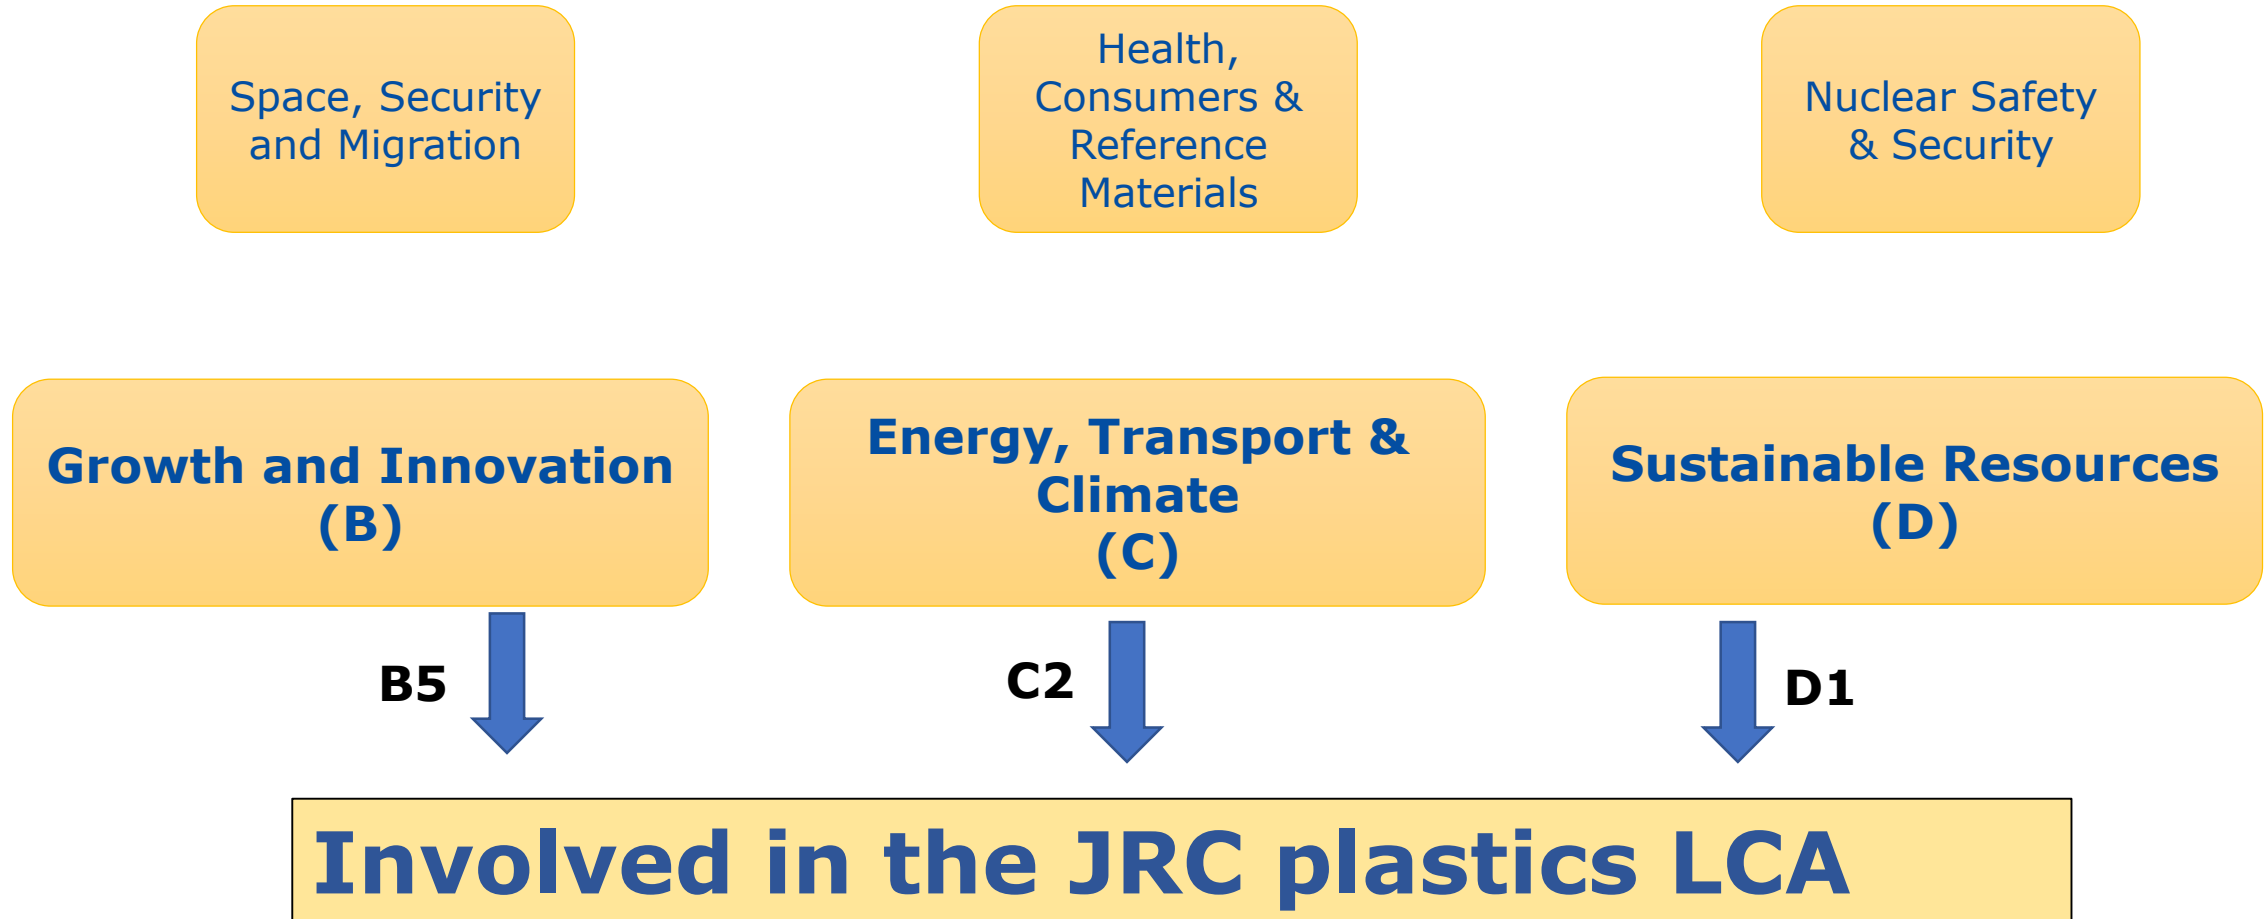 Space, Security
and Migration
Health,
Consumers &
Reference
Materials
Nuclear Safety
& Security
Growth and Innovation
(B)
Energy, Transport &
Climate
(C)
Sustainable Resources
(D)
B5
C2
D1
Involved in the JRC plastics LCA